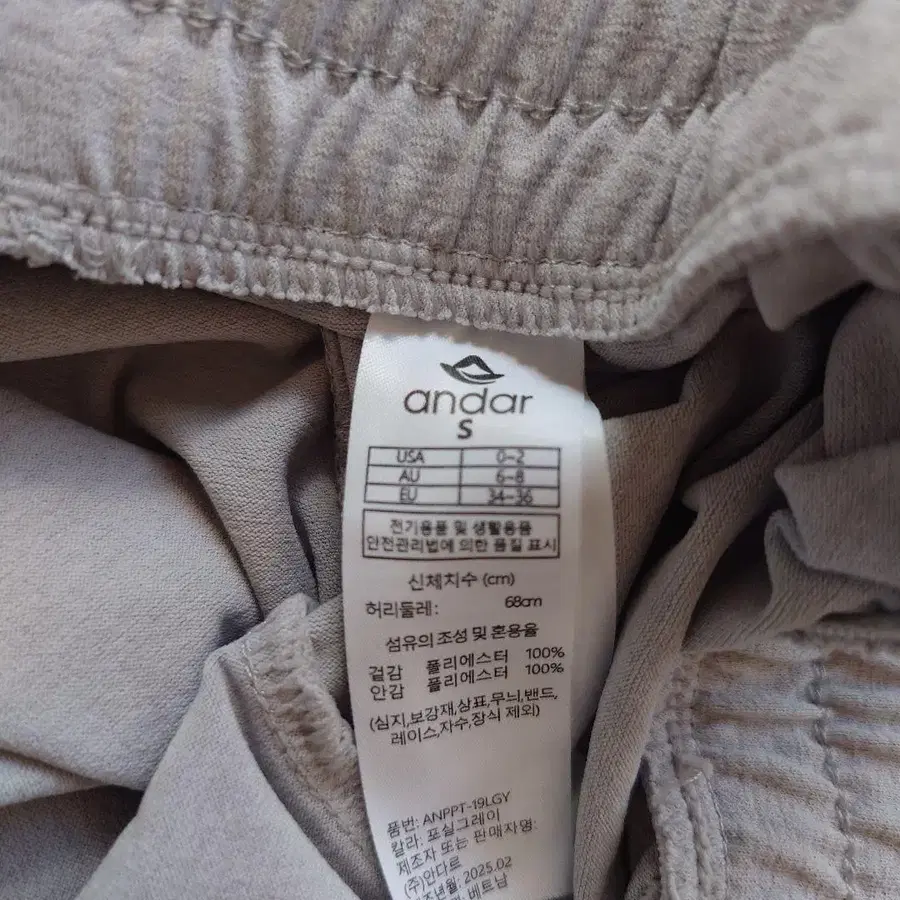 andar
S
USA 0-2
AU 6-8
EU 34-36
전기용품 및 생활용품
안전관리법에 의한 품질 표시
신체치수 (cm)
허리둘레: 68cm
섬유의 조성 및 혼용율
겉감 폴리에스터 100%
안감 폴리에스터 100%
(심지,보강재,상표,무늬,밴드,
레이스,자수,장식 제외)
품번: ANPPT-19LGY
칼라: 포실그레이
제조자 또는 판매자명:
(주)안다르
조년월: 2025.02
베트남